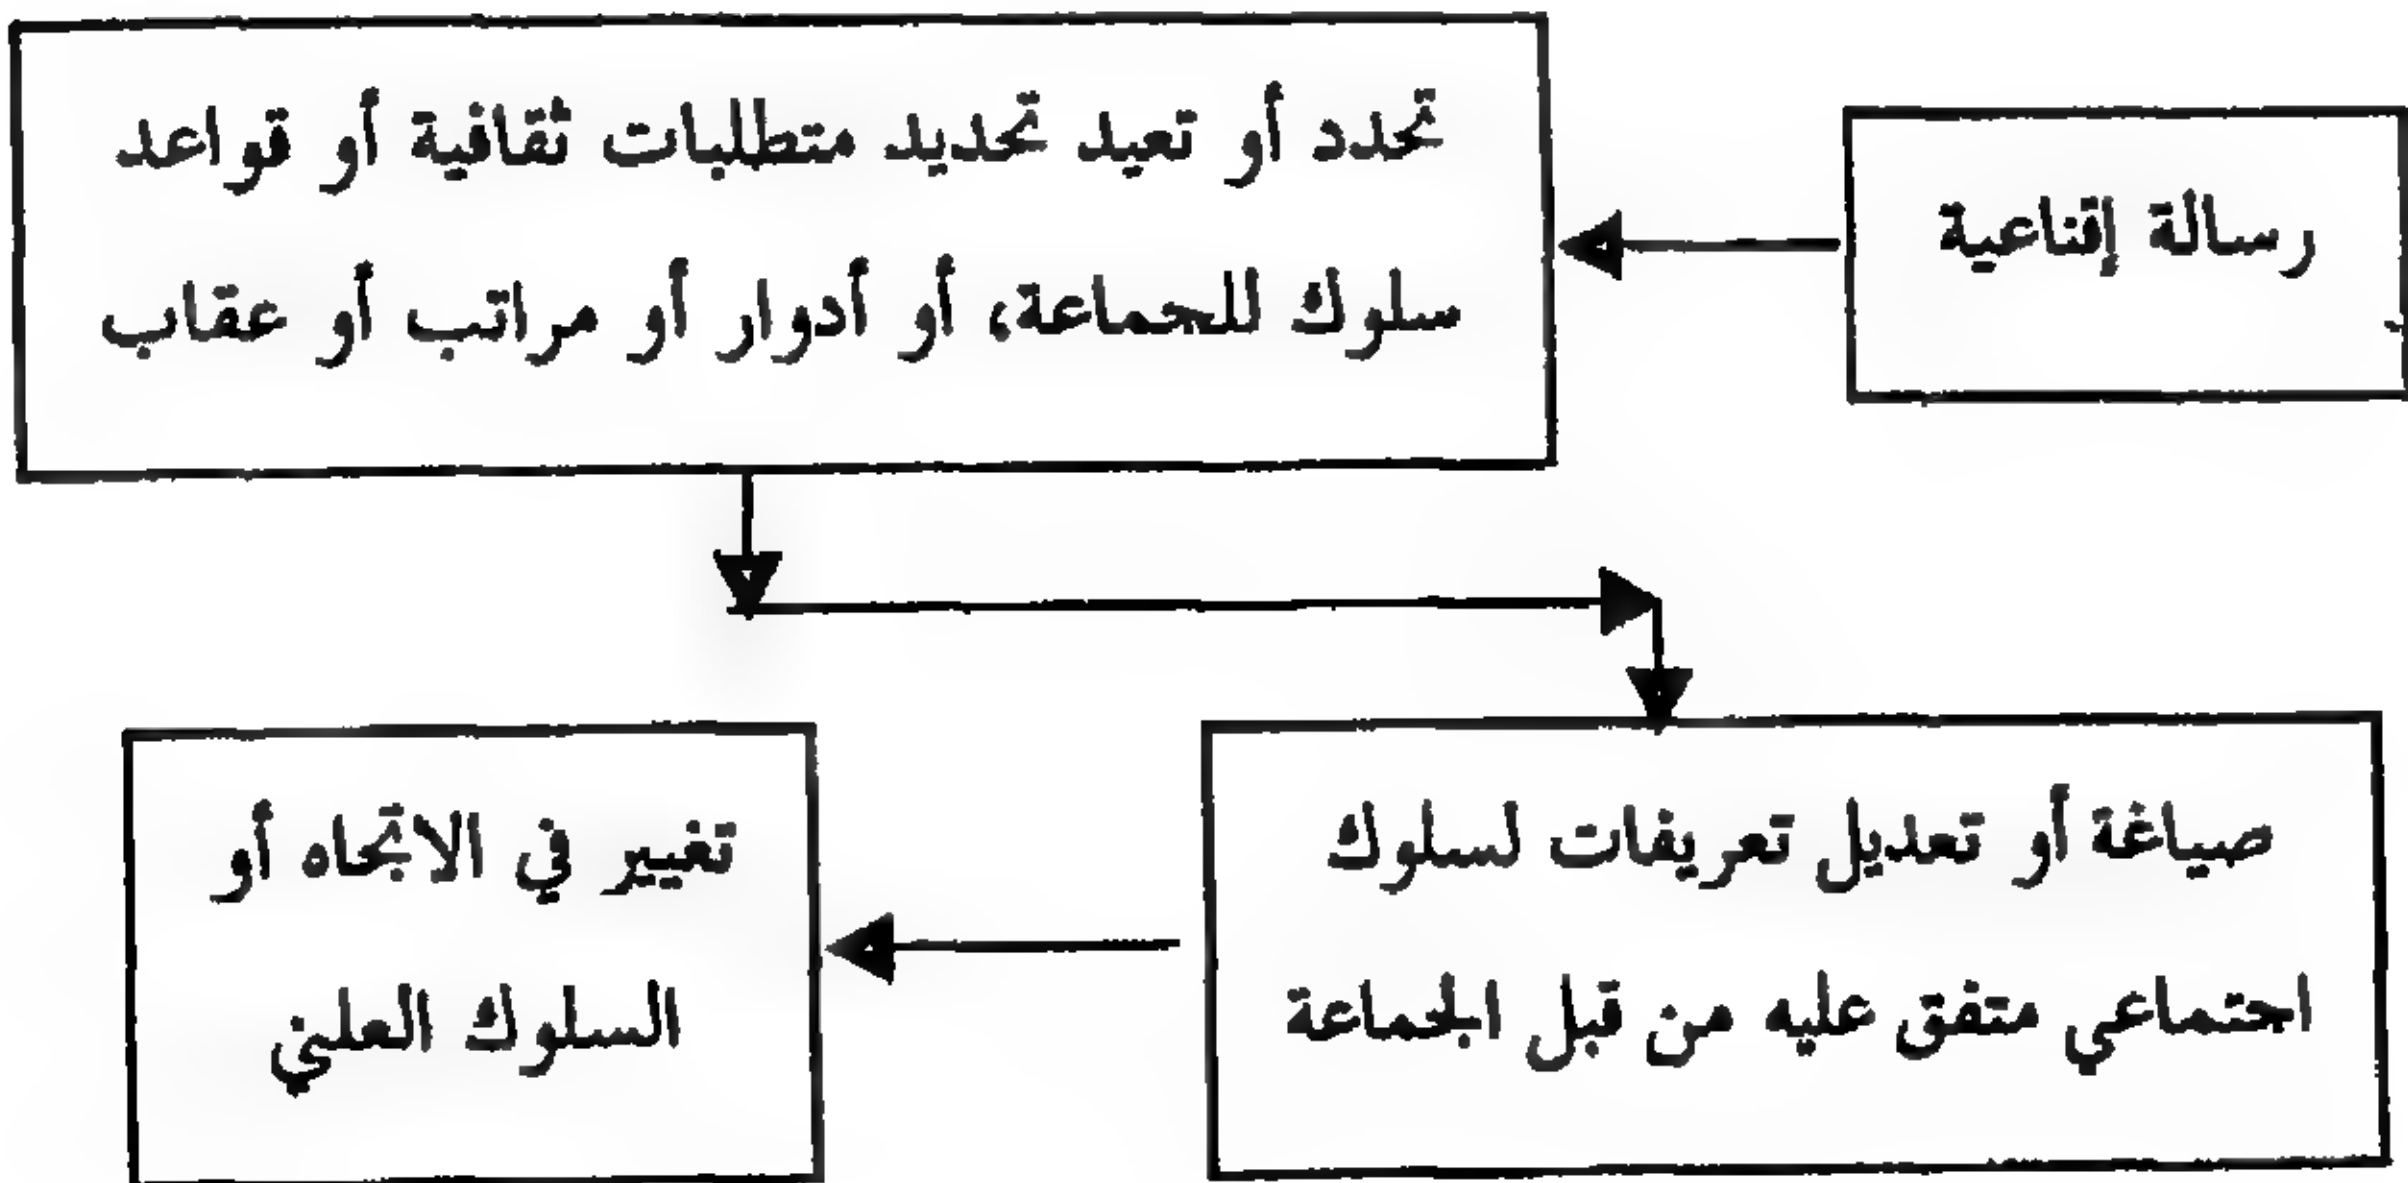 رسالة إقناعية
تحدد أو تعيد تحديد متطلبات ثقافية أو قواعد
سلوك للجماعة، أو أدوار أو مراتب أو عقاب
صياغة أو تعديل تعريفات لسلوك
اجتماعي متفق عليه من قبل الجماعة
تغيير في الاتجاه أو
السلوك العلني